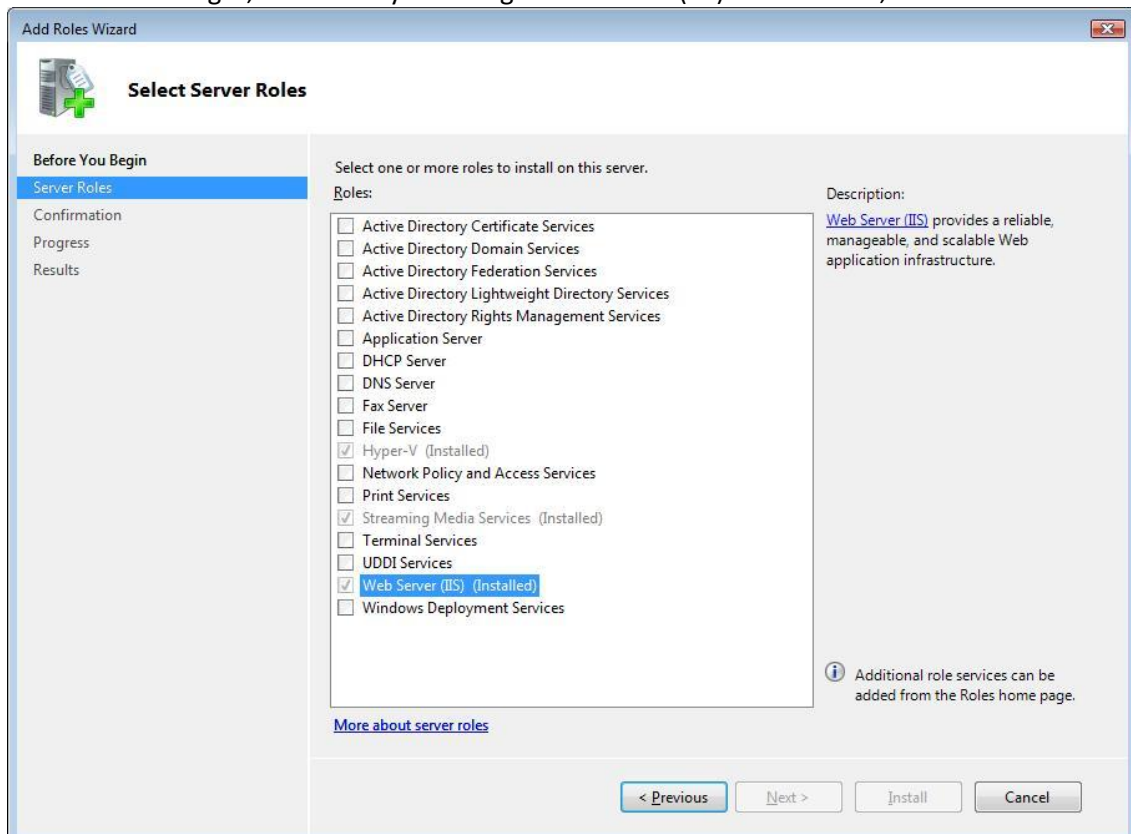 Add Roles Wizard
Select Server Roles
Before You Begin
Server Roles
Confirmation
Progress
Results
Select one or more roles to install on this server.
Roles:
Active Directory Certificate Services
Active Directory Domain Services
Active Directory Federation Services
Active Directory Lightweight Directory Services
Active Directory Rights Management Services
Application Server
DHCP Server
DNS Server
Fax Server
File Services
Hyper-V (Installed)
Network Policy and Access Services
Print Services
Streaming Media Services (Installed)
Terminal Services
UDDI Services
Web Server (IIS) (Installed)
Windows Deployment Services
More about server roles
Description:
Web Server (IIS) provides a reliable,
manageable, and scalable Web
application infrastructure.
Additional role services can be
added from the Roles home page.
< Previous
Next >
Install
Cancel